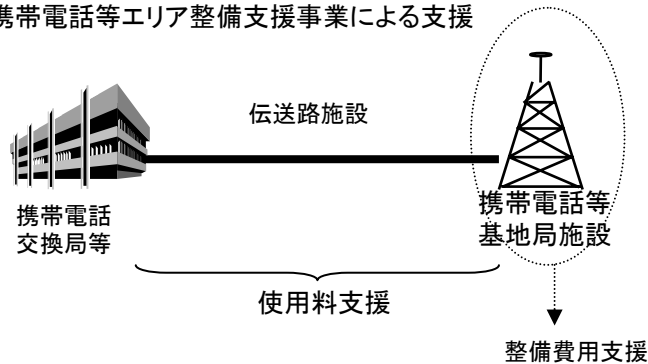 携帯電話等エリア整備支援事業による支援
伝送路施設
携帯電話
交換局等
携帯電話等
基地局施設
使用料支援
整備費用支援